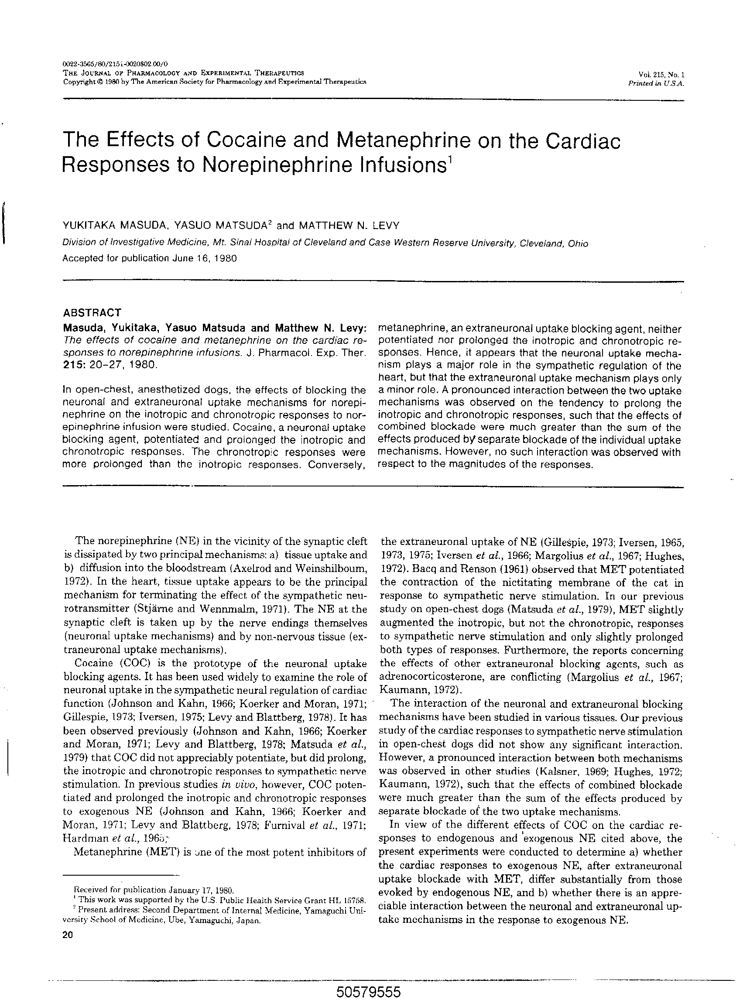 0022-3565/80/2151-0020$02.00/0
THE JOURNAL OF PHARMACOLOGY AND EXPERIMENTAL THERAPEUTICS
Copyright © 1980 by The American Society for Pharmacology and Experimental Therapeutics
Vol. 215, No. 1
Printed in U.S.A.
The Effects of Cocaine and Metanephrine on the Cardiac
Responses to Norepinephrine Infusions¹
YUKITAKA MASUDA, YASUO MATSUDA² and MATTHEW N. LEVY
Division of Investigative Medicine, Mt. Sinai Hospital of Cleveland and Case Western Reserve University, Cleveland, Ohio
Accepted for publication June 16, 1980
ABSTRACT
Masuda, Yukitaka, Yasuo Matsuda and Matthew N. Levy:
The effects of cocaine and metanephrine on the cardiac re-
sponses to norepinephrine infusions. J. Pharmacol. Exp. Ther.
215: 20–27, 1980.
In open-chest, anesthetized dogs, the effects of blocking the
neuronal and extraneuronal uptake mechanisms for norepi-
nephrine on the inotropic and chronotropic responses to nor-
epinephrine infusion were studied. Cocaine, a neuronal uptake
blocking agent, potentiated and prolonged the inotropic and
chronotropic responses. The chronotropic responses were
more prolonged than the inotropic responses. Conversely,
metanephrine, an extraneuronal uptake blocking agent, neither
potentiated nor prolonged the inotropic and chronotropic re-
sponses. Hence, it appears that the neuronal uptake mecha-
nism plays a major role in the sympathetic regulation of the
heart, but that the extraneuronal uptake mechanism plays only
a minor role. A pronounced interaction between the two uptake
mechanisms was observed on the tendency to prolong the
inotropic and chronotropic responses, such that the effects of
combined blockade were much greater than the sum of the
effects produced by separate blockade of the individual uptake
mechanisms. However, no such interaction was observed with
respect to the magnitudes of the responses.
The norepinephrine (NE) in the vicinity of the synaptic cleft
is dissipated by two principal mechanisms: a) tissue uptake and
b) diffusion into the bloodstream (Axelrod and Weinshilboum,
1972). In the heart, tissue uptake appears to be the principal
mechanism for terminating the effect of the sympathetic neu-
rotransmitter (Stjärne and Wennmalm, 1971). The NE at the
synaptic cleft is taken up by the nerve endings themselves
(neuronal uptake mechanisms) and by non-nervous tissue (ex-
traneuronal uptake mechanisms).
Cocaine (COC) is the prototype of the neuronal uptake
blocking agents. It has been used widely to examine the role of
neuronal uptake in the sympathetic neural regulation of cardiac
function (Johnson and Kahn, 1966; Koerker and Moran, 1971;
Gillespie, 1973; Iversen, 1975; Levy and Blattberg, 1978). It has
been observed previously (Johnson and Kahn, 1966; Koerker
and Moran, 1971; Levy and Blattberg, 1978; Matsuda et al.,
1979) that COC did not appreciably potentiate, but did prolong,
the inotropic and chronotropic responses to sympathetic nerve
stimulation. In previous studies in vivo, however, COC poten-
tiated and prolonged the inotropic and chronotropic responses
to exogenous NE (Johnson and Kahn, 1966; Koerker and
Moran, 1971; Levy and Blattberg, 1978; Furnival et al., 1971;
Hardman et al.,
Metanephrine (MET) is one of the most potent inhibitors of
the extraneuronal uptake of NE (Gillespie, 1973; Iversen, 1965,
1973, 1975; Iversen et al., 1966; Margolius et al., 1967; Hughes,
1972). Bacq and Renson (1961) observed that MET potentiated
the contraction of the nictitating membrane of the cat in
response to sympathetic nerve stimulation. In our previous
study on open-chest dogs (Matsuda et al., 1979), MET slightly
augmented the inotropic, but not the chronotropic, responses
to sympathetic nerve stimulation and only slightly prolonged
both types of responses. Furthermore, the reports concerning
the effects of other extraneuronal blocking agents, such as
adrenocorticosterone, are conflicting (Margolius et al., 1967;
Kaumann, 1972).
The interaction of the neuronal and extraneuronal blocking
mechanisms have been studied in various tissues. Our previous
study of the cardiac responses to sympathetic nerve stimulation
in open-chest dogs did not show any significant interaction.
However, a pronounced interaction between both mechanisms
was observed in other studies (Kalsner, 1969; Hughes, 1972;
Kaumann, 1972), such that the effects of combined blockade
were much greater than the sum of the effects produced by
separate blockade of the two uptake mechanisms.
In view of the different effects of COC on the cardiac re-
sponses to endogenous and exogenous NE cited above, the
present experiments were conducted to determine a) whether
the cardiac responses to exogenous NE, after extraneuronal
uptake blockade with MET, differ substantially from those
evoked by endogenous NE, and b) whether there is an appre-
ciable interaction between the neuronal and extraneuronal up-
take mechanisms in the response to exogenous NE.
Received for publication January 17, 1980.
¹ This work was supported by the U.S. Public Health Service Grant HL 15758.
² Present address: Second Department of Internal Medicine, Yamaguchi Uni-
versity School of Medicine, Ube, Yamaguchi, Japan.
20
50579555